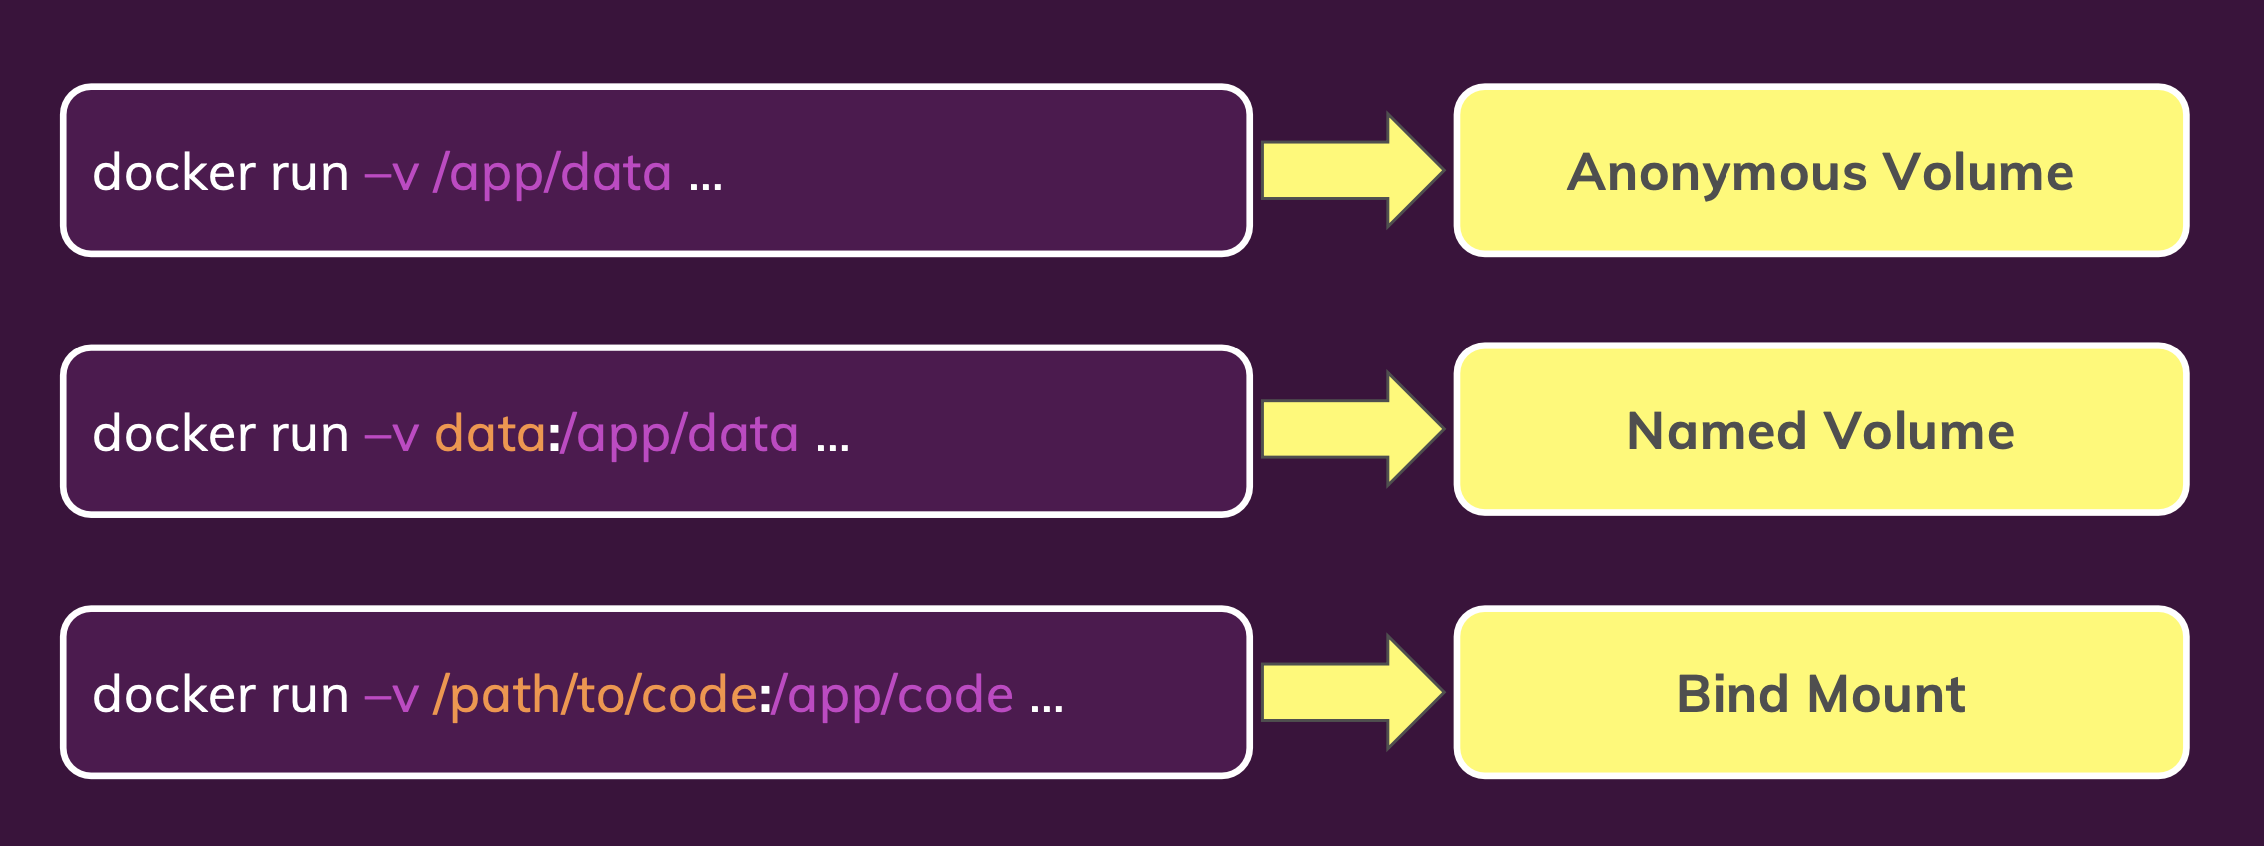 docker run –v /app/data ...
Anonymous Volume
docker run –v data:/app/data ...
Named Volume
docker run –v /path/to/code:/app/code ...
Bind Mount